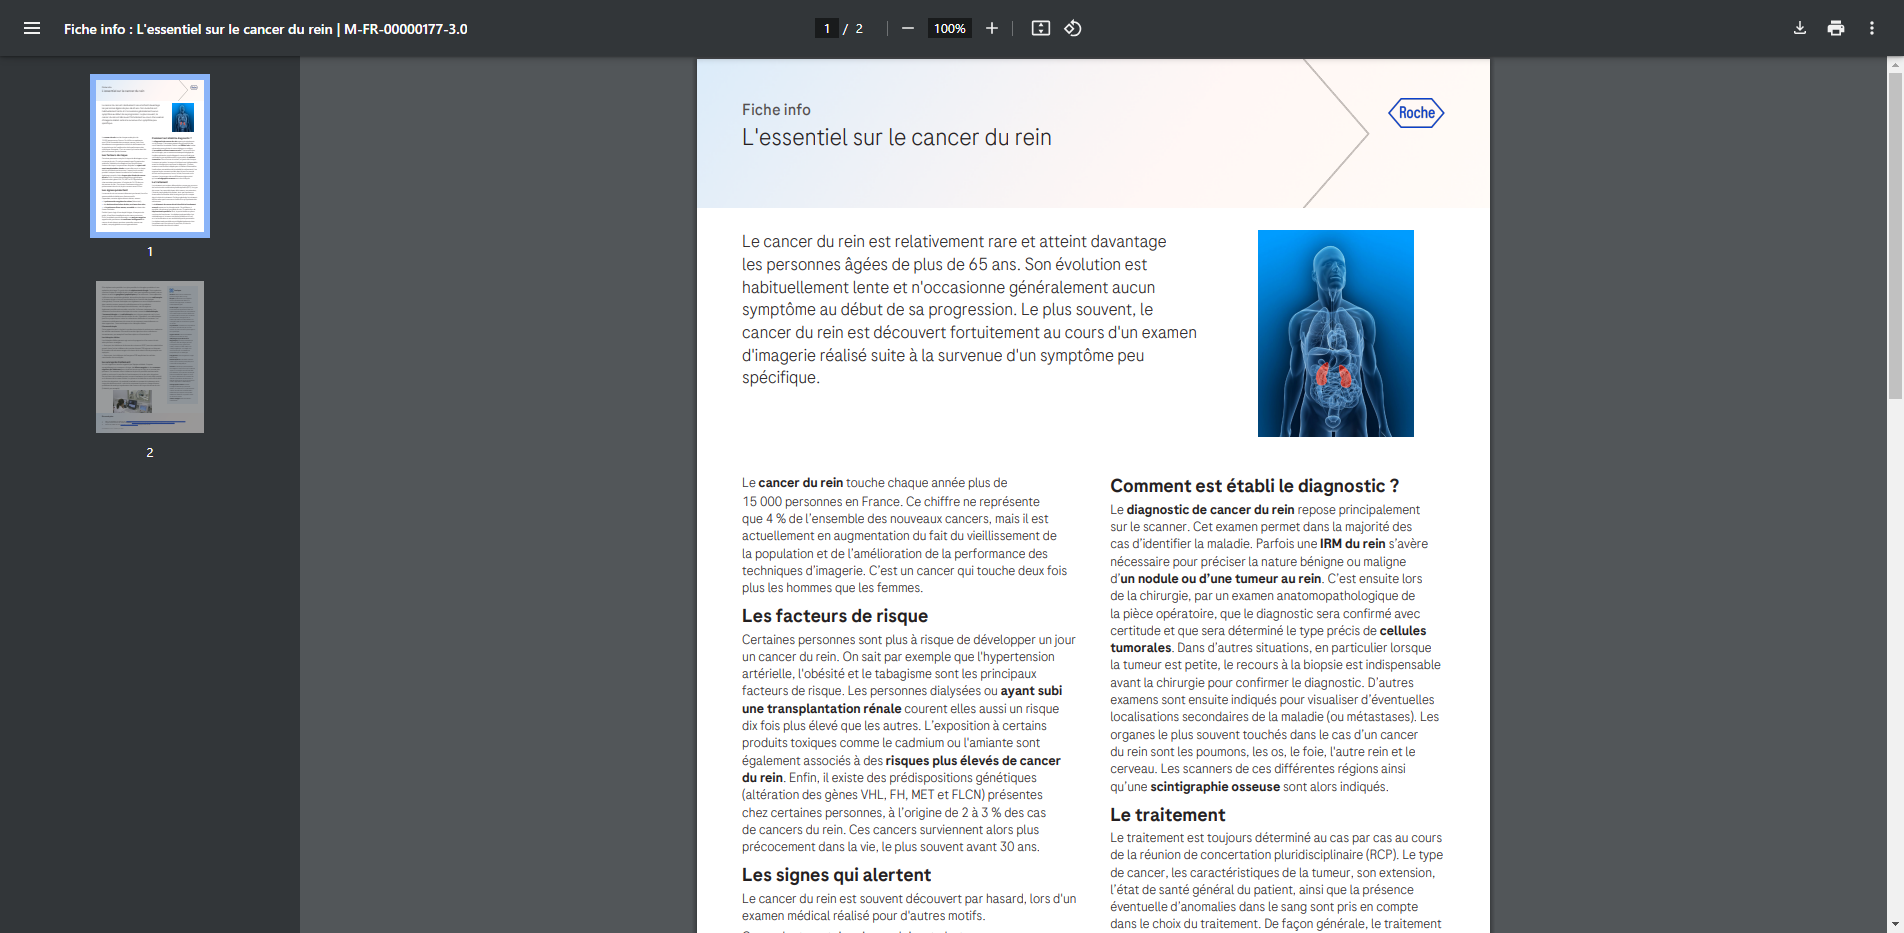 Fiche info : L'essentiel sur le cancer du rein | M-FR-00000177-3.0
1 / 2
100%
1
2
Fiche info
L'essentiel sur le cancer du rein
Roche
Le cancer du rein est relativement rare et atteint davantage
les personnes âgées de plus de 65 ans. Son évolution est
habituellement lente et n'occasionne généralement aucun
symptôme au début de sa progression. Le plus souvent, le
cancer du rein est découvert fortuitement au cours d'un examen
d'imagerie réalisé suite à la survenue d'un symptôme peu
spécifique.
Le cancer du rein touche chaque année plus de
15 000 personnes en France. Ce chiffre ne représente
que 4 % de l'ensemble des nouveaux cancers, mais il est
actuellement en augmentation du fait du vieillissement de
la population et de l'amélioration de la performance des
techniques d'imagerie. C'est un cancer qui touche deux fois
plus les hommes que les femmes.
Les facteurs de risque
Certaines personnes sont plus à risque de développer un jour
un cancer du rein. On sait par exemple que l'hypertension
artérielle, l'obésité et le tabagisme sont les principaux
facteurs de risque. Les personnes dialysées ou ayant subi
une transplantation rénale courent elles aussi un risque
dix fois plus élevé que les autres. L'exposition à certains
produits toxiques comme le cadmium ou l'amiante sont
également associés à des risques plus élevés de cancer
du rein. Enfin, il existe des prédispositions génétiques
(altération des gènes VHL, FH, MET et FLCN) présentes
chez certaines personnes, à l'origine de 2 à 3 % des cas
de cancers du rein. Ces cancers surviennent alors plus
précocement dans la vie, le plus souvent avant 30 ans.
Les signes qui alertent
Le cancer du rein est souvent découvert par hasard, lors d'un
examen médical réalisé pour d'autres motifs.
Comment est établi le diagnostic ?
Le diagnostic de cancer du rein repose principalement
sur le scanner. Cet examen permet dans la majorité des
cas d'identifier la maladie. Parfois une IRM du rein s'avère
nécessaire pour préciser la nature bénigne ou maligne
d'un nodule ou d'une tumeur au rein. C'est ensuite lors
de la chirurgie, par un examen anatomopathologique de
la pièce opératoire, que le diagnostic sera confirmé avec
certitude et que sera déterminé le type précis de cellules
tumorales. Dans d'autres situations, en particulier lorsque
la tumeur est petite, le recours à la biopsie est indispensable
avant la chirurgie pour confirmer le diagnostic. D'autres
examens sont ensuite indiqués pour visualiser d'éventuelles
localisations secondaires de la maladie (ou métastases). Les
organes le plus souvent touchés dans le cas d'un cancer
du rein sont les poumons, les os, le foie, l'autre rein et le
cerveau. Les scanners de ces différentes régions ainsi
qu'une scintigraphie osseuse sont alors indiqués.
Le traitement
Le traitement est toujours déterminé au cas par cas au cours
de la réunion de concertation pluridisciplinaire (RCP). Le type
de cancer, les caractéristiques de la tumeur, son extension,
l'état de santé général du patient, ainsi que la présence
éventuelle d'anomalies dans le sang sont pris en compte
dans le choix du traitement. De façon générale, le traitement